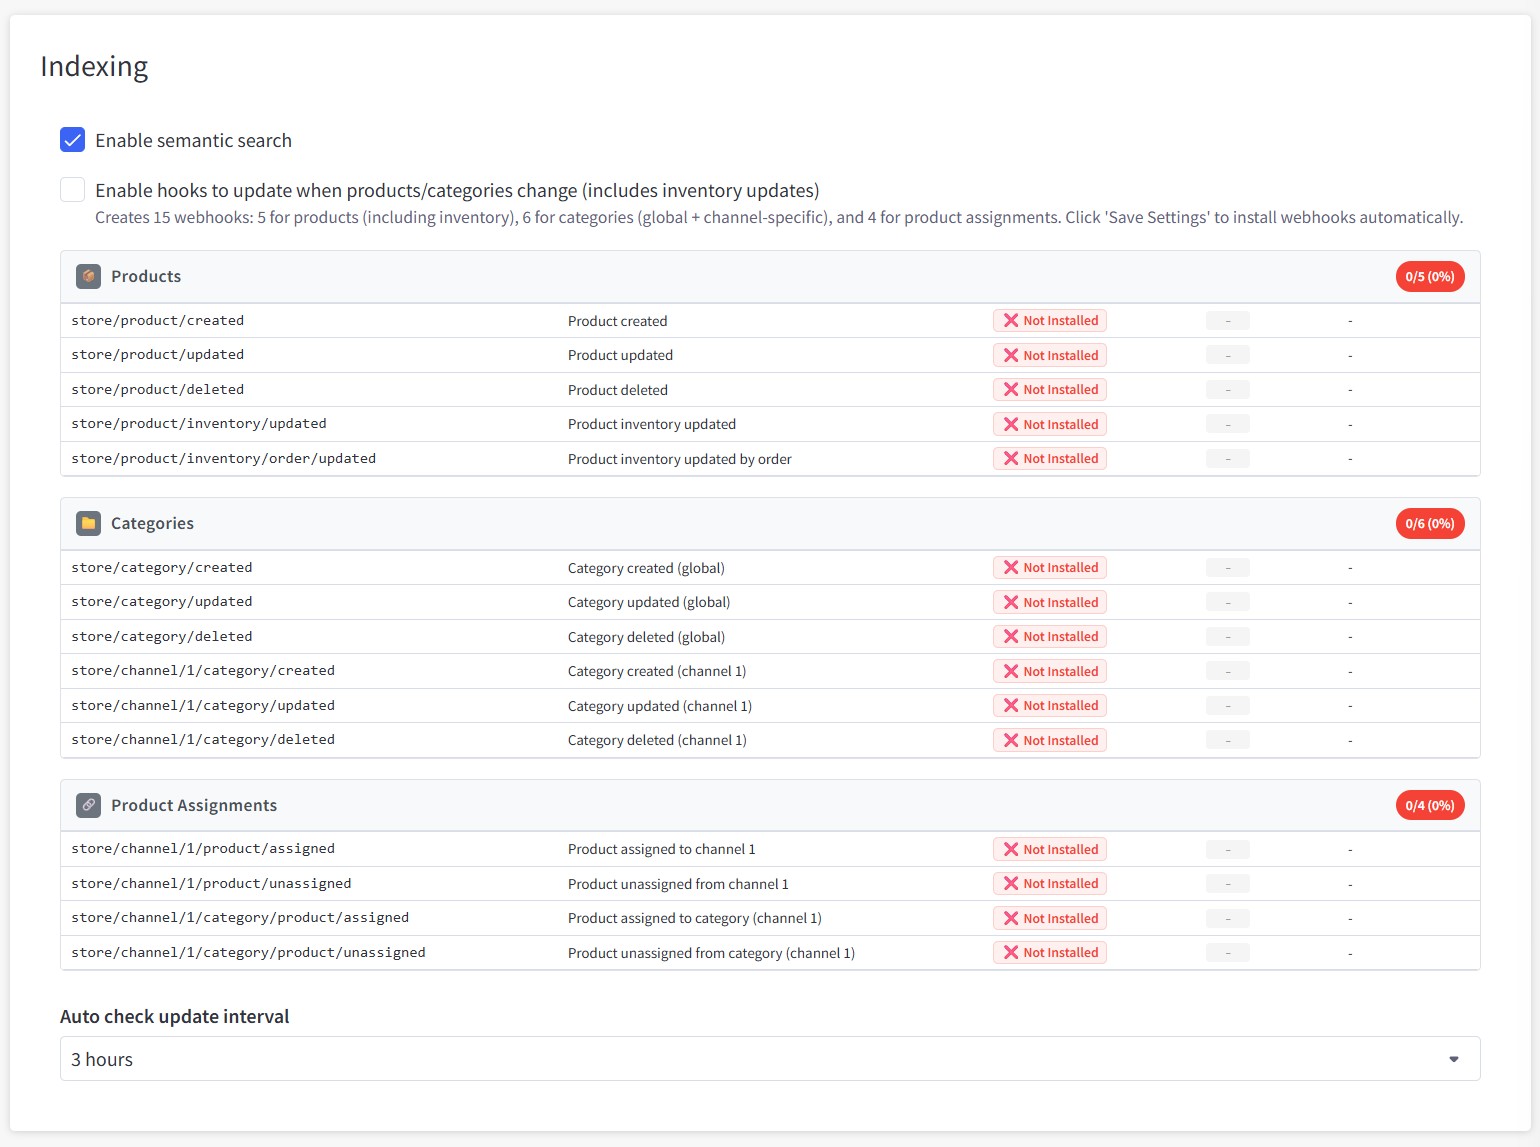 Indexing
Enable semantic search
Enable hooks to update when products/categories change (includes inventory updates)
Creates 15 webhooks: 5 for products (including inventory), 6 for categories (global + channel-specific), and 4 for product assignments. Click 'Save Settings' to install webhooks automatically.
Products 0/5 (0%)
store/product/created Product created Not Installed - -
store/product/updated Product updated Not Installed - -
store/product/deleted Product deleted Not Installed - -
store/product/inventory/updated Product inventory updated Not Installed - -
store/product/inventory/order/updated Product inventory updated by order Not Installed - -
Categories 0/6 (0%)
store/category/created Category created (global) Not Installed - -
store/category/updated Category updated (global) Not Installed - -
store/category/deleted Category deleted (global) Not Installed - -
store/channel/1/category/created Category created (channel 1) Not Installed - -
store/channel/1/category/updated Category updated (channel 1) Not Installed - -
store/channel/1/category/deleted Category deleted (channel 1) Not Installed - -
Product Assignments 0/4 (0%)
store/channel/1/product/assigned Product assigned to channel 1 Not Installed - -
store/channel/1/product/unassigned Product unassigned from channel 1 Not Installed - -
store/channel/1/category/product/assigned Product assigned to category (channel 1) Not Installed - -
store/channel/1/category/product/unassigned Product unassigned from category (channel 1) Not Installed - -
Auto check update interval
3 hours